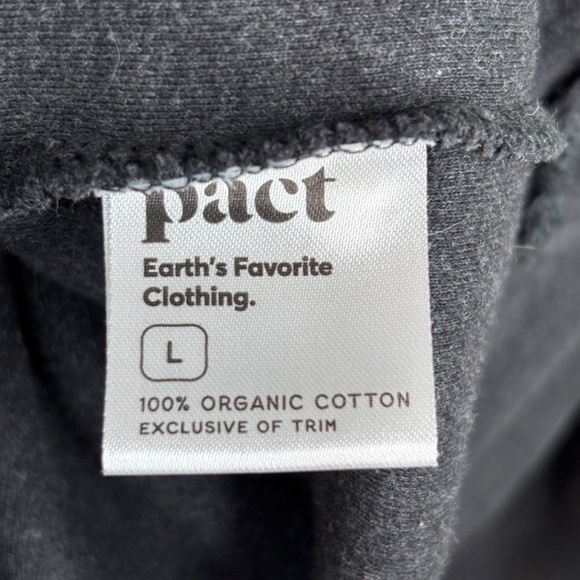 pact
Earth's Favorite
Clothing.
L
100% ORGANIC COTTON
EXCLUSIVE OF TRIM